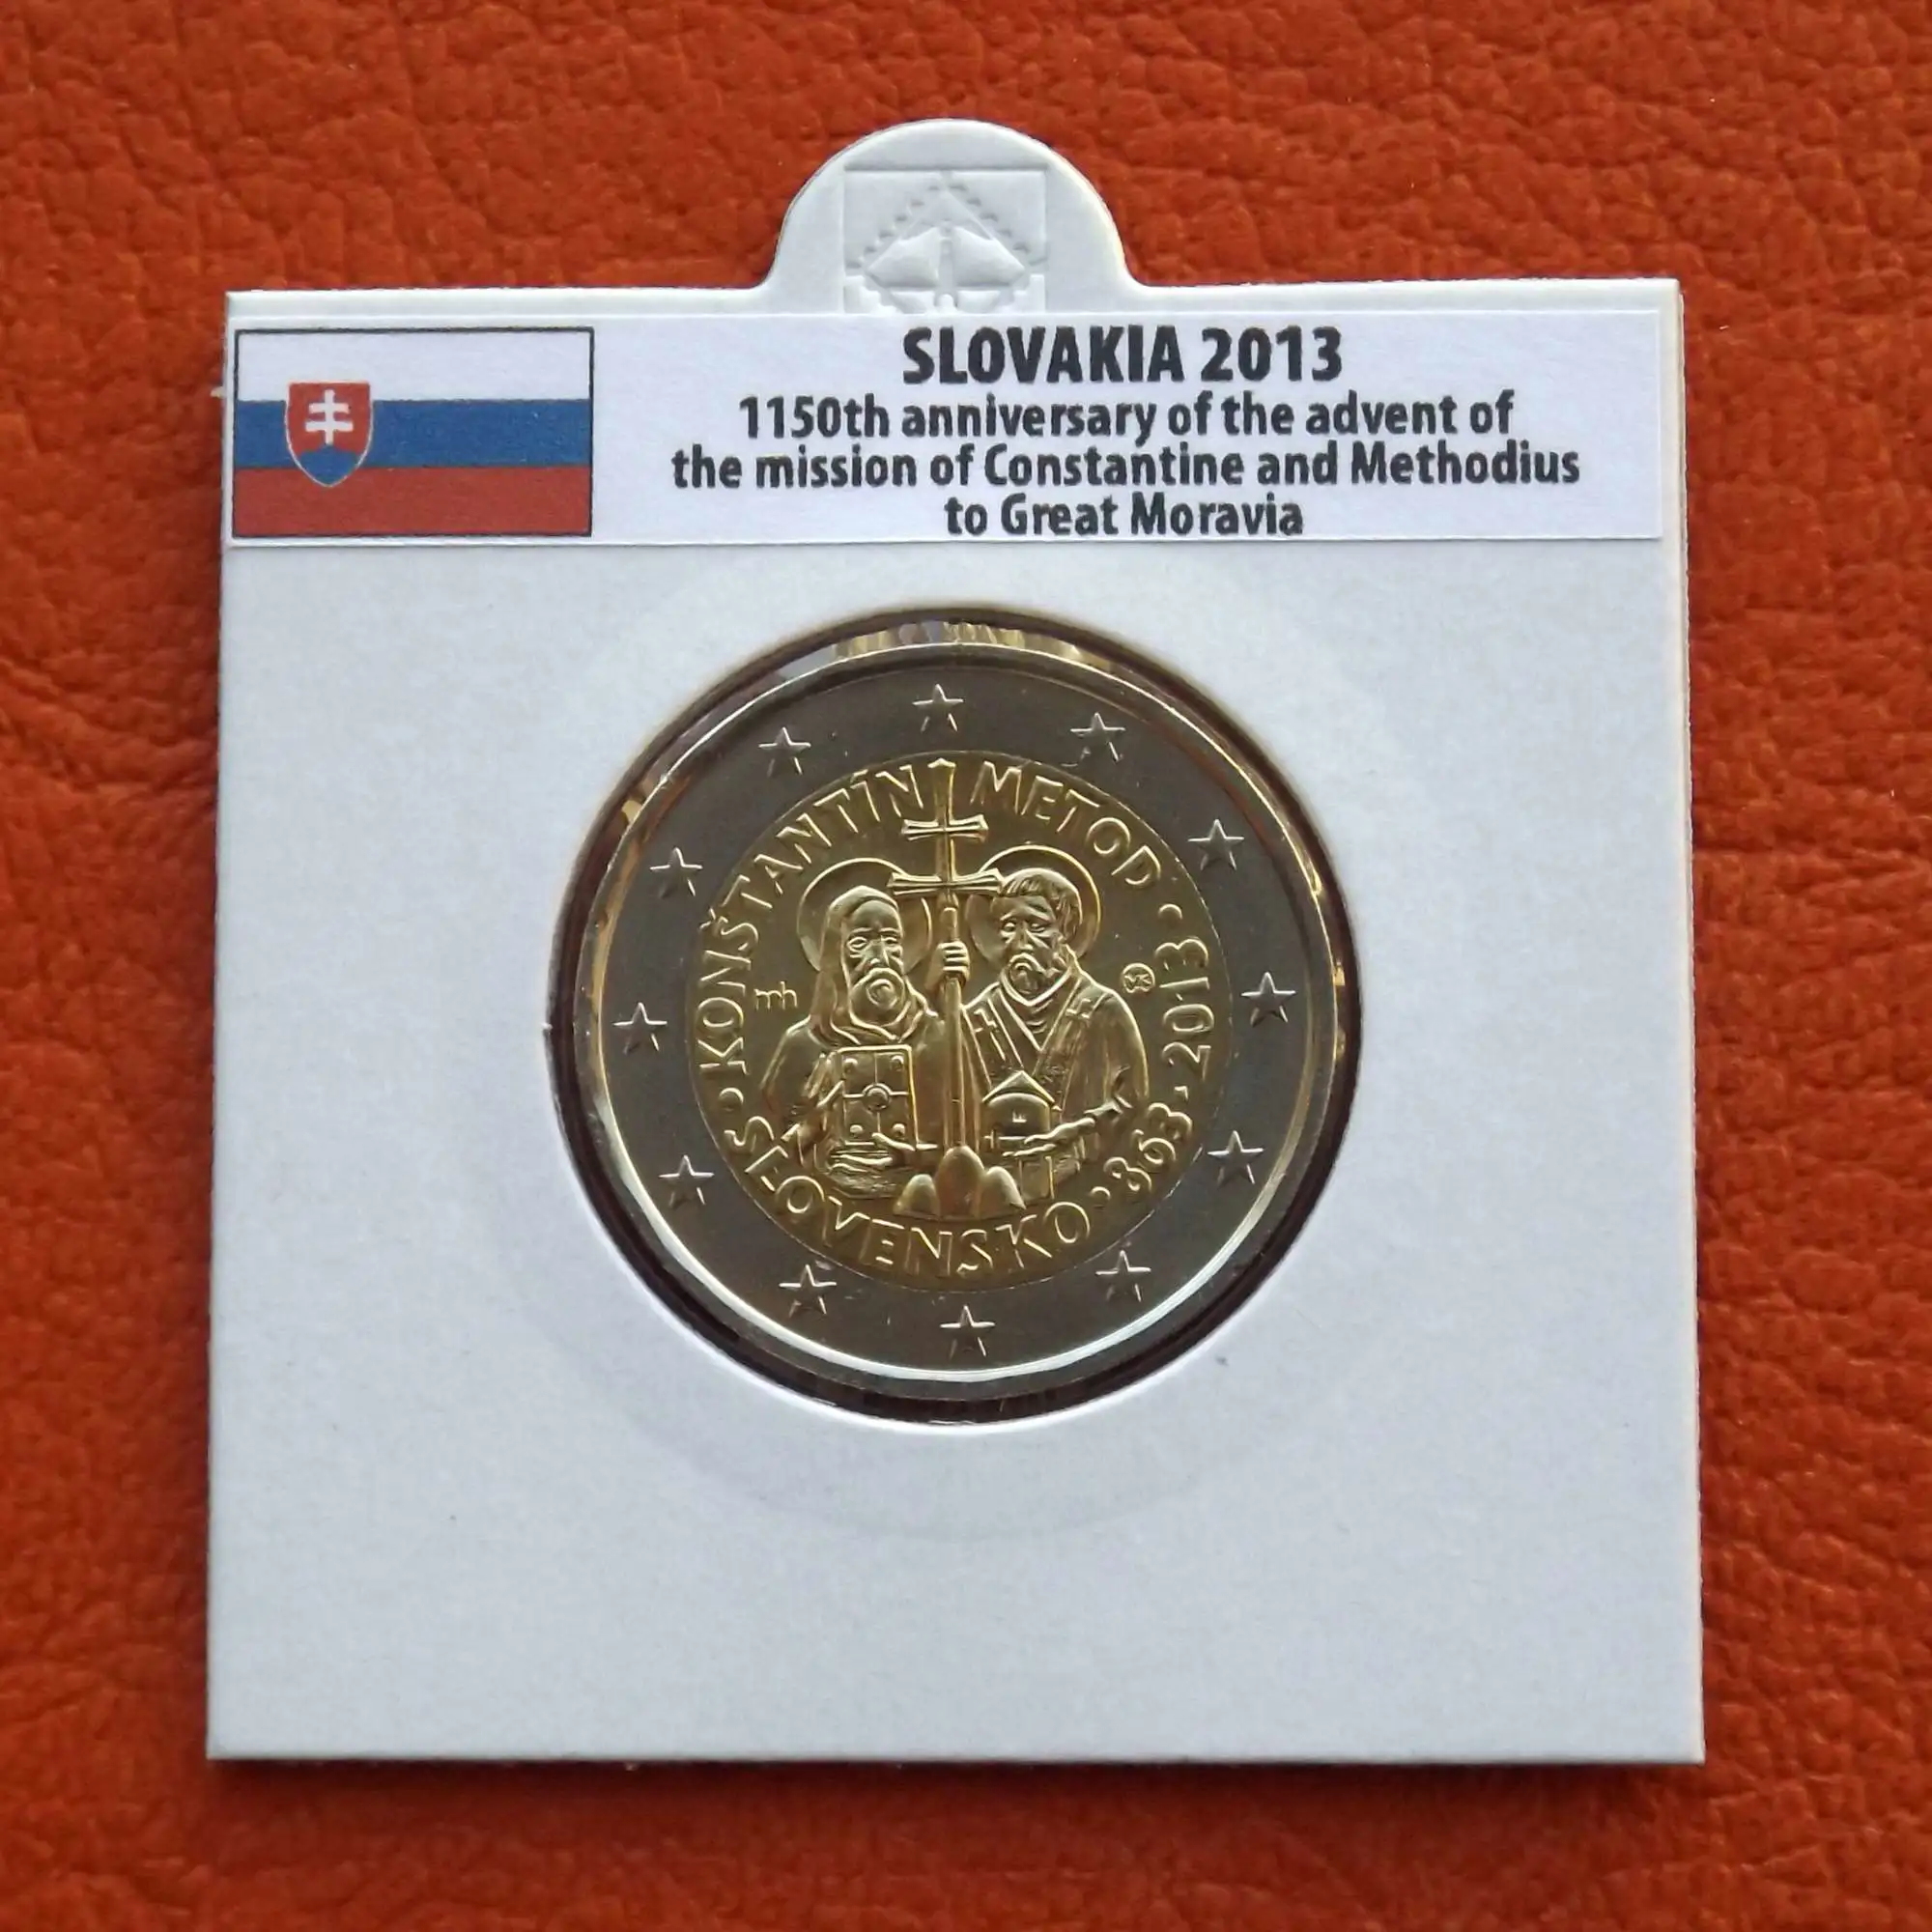 SLOVAKIA 2013
1150th anniversary of the advent of
the mission of Constantine and Methodius
to Great Moravia
KONŠTANTÍN METOD · 2013 · 863 · SLOVENSKO ·
mh